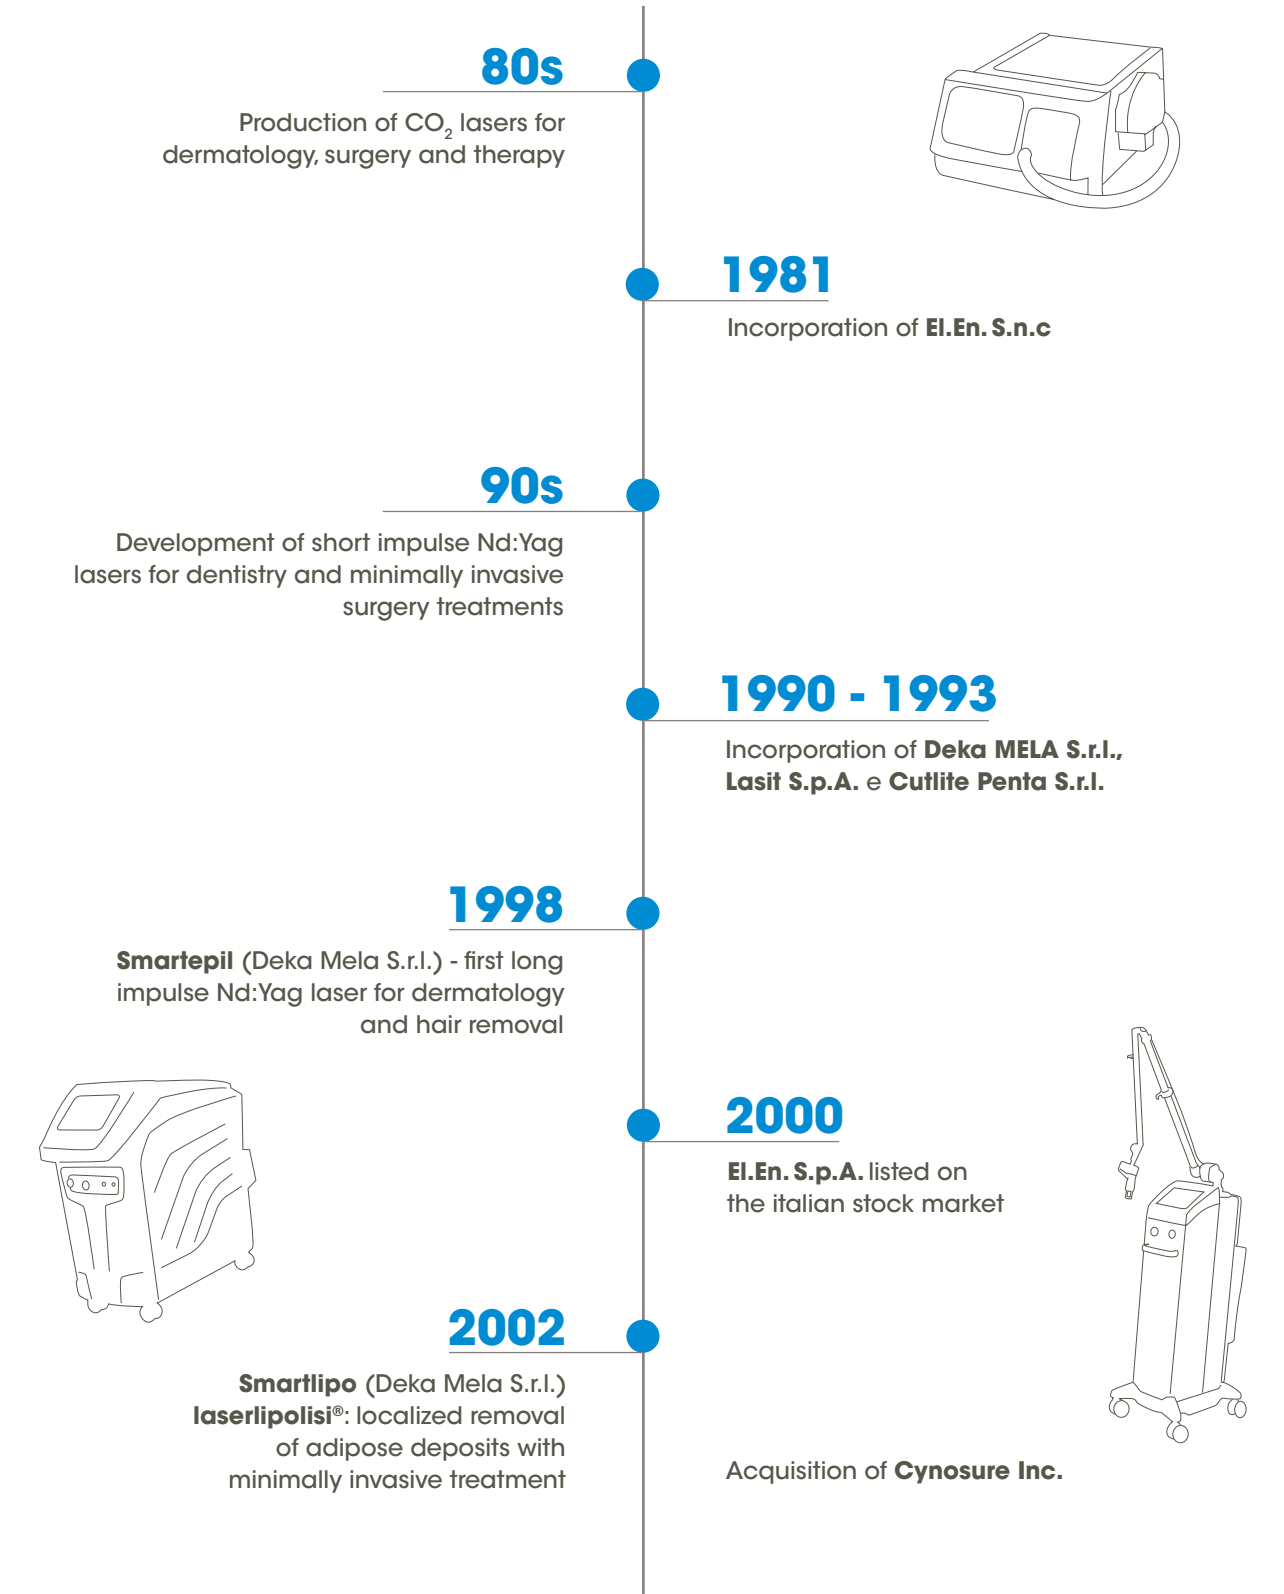 80s
Production of CO₂ lasers for
dermatology, surgery and therapy
1981
Incorporation of El.En. S.n.c
90s
Development of short impulse Nd:Yag
lasers for dentistry and minimally invasive
surgery treatments
1990 - 1993
Incorporation of Deka MELA S.r.l.,
Lasit S.p.A. e Cutlite Penta S.r.l.
1998
Smartepil (Deka Mela S.r.l.) - first long
impulse Nd:Yag laser for dermatology
and hair removal
2000
El.En. S.p.A. listed on
the italian stock market
2002
Smartlipo (Deka Mela S.r.l.)
laserlipolisi®: localized removal
of adipose deposits with
minimally invasive treatment
Acquisition of Cynosure Inc.